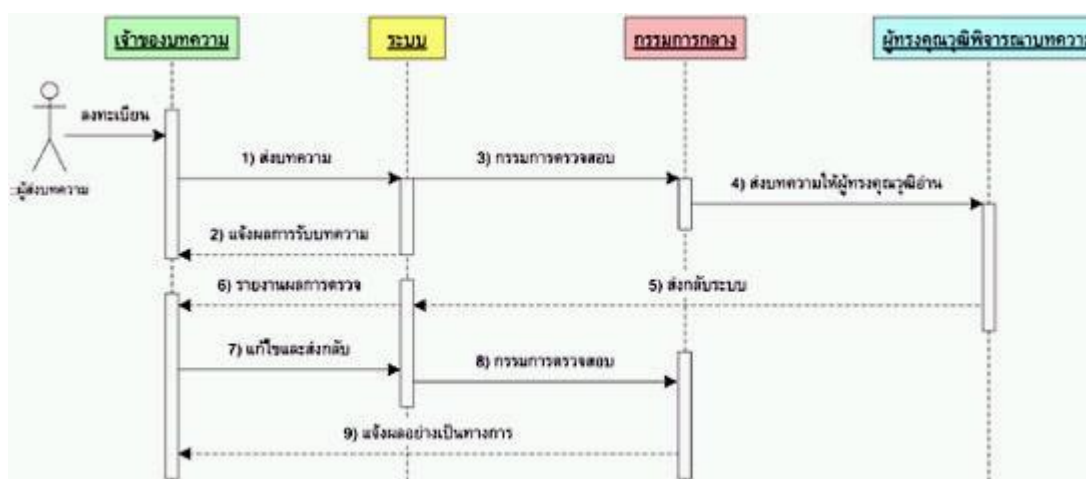 เจ้าของบทความ
ระบบ
กรรมการกลาง
ผู้ทรงคุณวุฒิพิจารณาบทความ
ลงทะเบียน
:ผู้ส่งบทความ
1) ส่งบทความ
3) กรรมการตรวจสอบ
4) ส่งบทความให้ผู้ทรงคุณวุฒิอ่าน
2) แจ้งผลการรับบทความ
6) รายงานผลการตรวจ
5) ส่งกลับระบบ
7) แก้ไขและส่งกลับ
8) กรรมการตรวจสอบ
9) แจ้งผลอย่างเป็นทางการ